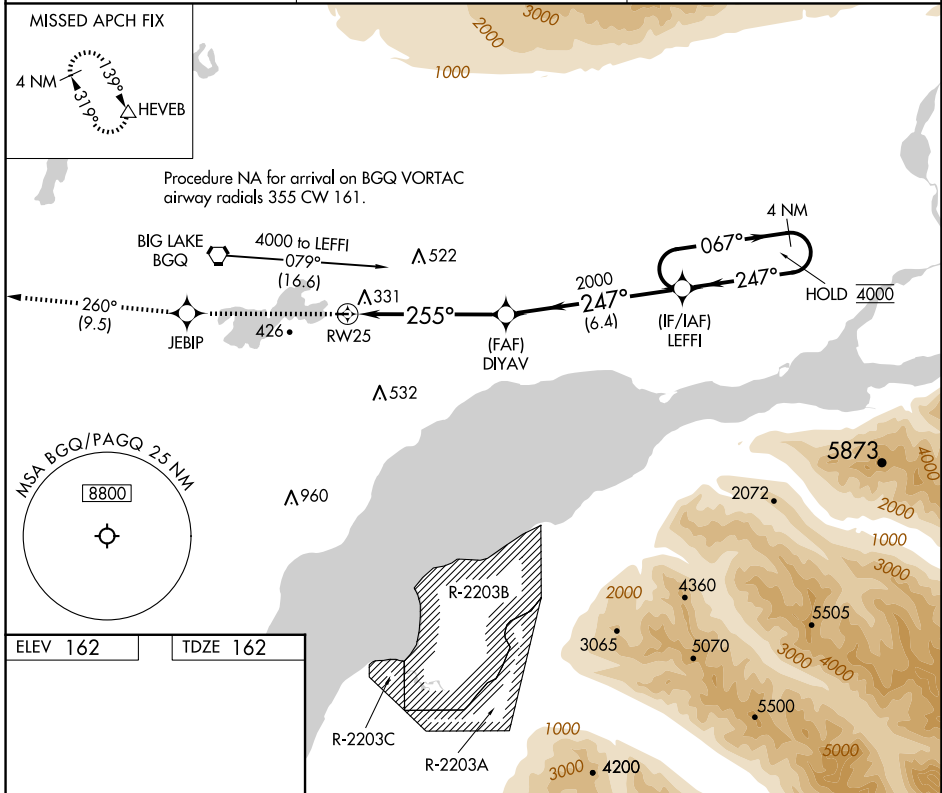 MISSED APCH FIX
4 NM
139°
319°
HEVEB
3000
2000
1000
Procedure NA for arrival on BGQ VORTAC
airway radials 355 CW 161.
BIG LAKE
BGQ
4000 to LEFFI
079°
(16.6)
522
4 NM
067°
247°
HOLD 4000
2000
247°
(6.4)
(IF/IAF)
LEFFI
260°
(9.5)
JEBIP
331
426
RW25
255°
(FAF)
DIYAV
532
MSA BGQ/PAGQ 25 NM
8800
960
5873
4000
2072
2000
1000
3000
R-2203B
2000
4360
3065
5070
5505
3000
4000
5500
5000
R-2203C
R-2203A
1000
3000
4200
ELEV 162
TDZE 162